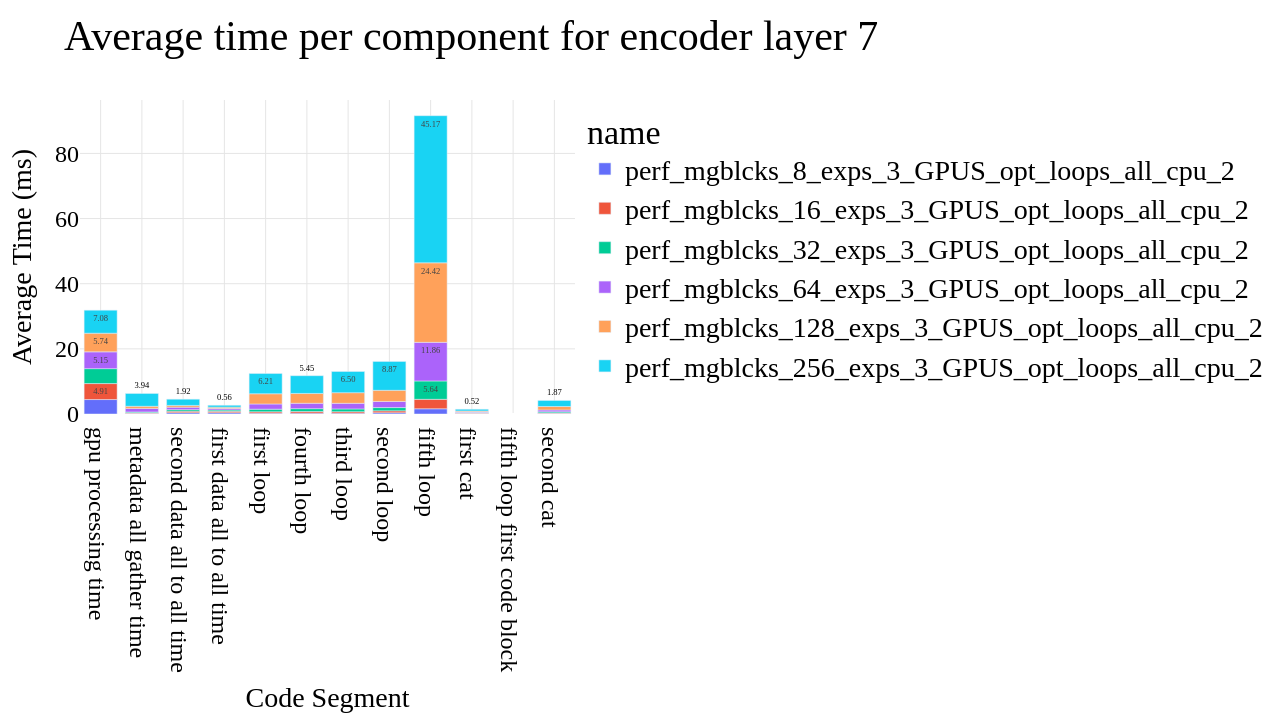 Average time per component for encoder layer 7
Average Time (ms)
80
60
40
20
0
7.08
5.74
5.15
4.91
3.94
1.92
0.56
6.21
5.45
6.50
8.87
45.17
24.42
11.86
5.64
0.52
1.87
gpu processing time
metadata all gather time
second data all to all time
first data all to all time
first loop
fourth loop
third loop
second loop
fifth loop
first cat
fifth loop first code block
second cat
Code Segment
name
perf_mgblcks_8_exps_3_GPUS_opt_loops_all_cpu_2
perf_mgblcks_16_exps_3_GPUS_opt_loops_all_cpu_2
perf_mgblcks_32_exps_3_GPUS_opt_loops_all_cpu_2
perf_mgblcks_64_exps_3_GPUS_opt_loops_all_cpu_2
perf_mgblcks_128_exps_3_GPUS_opt_loops_all_cpu_2
perf_mgblcks_256_exps_3_GPUS_opt_loops_all_cpu_2